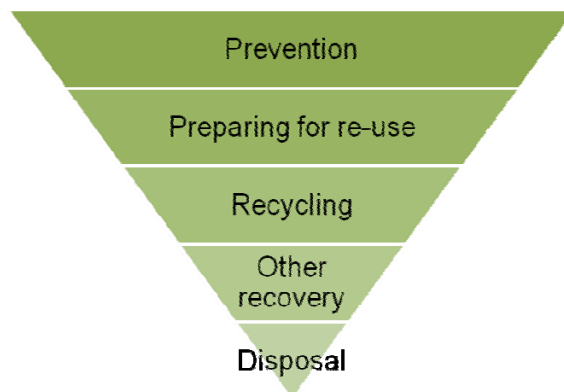 Prevention
Preparing for re-use
Recycling
Other
recovery
Disposal